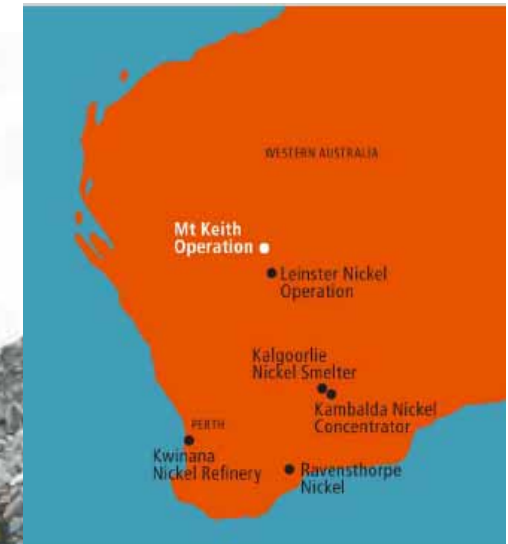 WESTERN AUSTRALIA
Mt Keith
Operation
Leinster Nickel
Operation
Kalgoorlie
Nickel Smelter
Kambalda Nickel
Concentrator
PERTH
Kwinana
Nickel Refinery
Ravensthorpe
Nickel